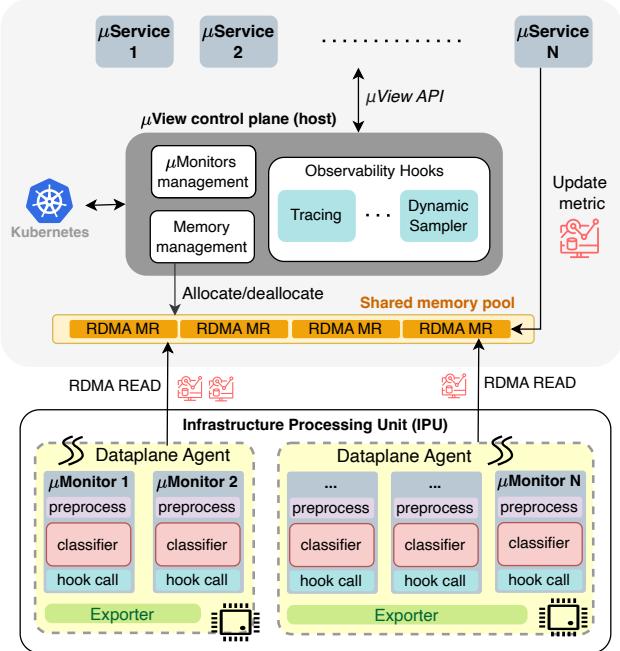 μService
1
μService
2
. . . . . . . . . . . . . .
μService
N
μView API
μView control plane (host)
μMonitors
management
Memory
management
Observability Hooks
Tracing
. . .
Dynamic
Sampler
Kubernetes
Update
metric
Allocate/deallocate
Shared memory pool
RDMA MR
RDMA MR
RDMA MR
RDMA MR
RDMA READ
RDMA READ
Infrastructure Processing Unit (IPU)
Dataplane Agent
μMonitor 1
preprocess
classifier
hook call
μMonitor 2
preprocess
classifier
hook call
Exporter
Dataplane Agent
...
preprocess
classifier
hook call
...
preprocess
classifier
hook call
μMonitor N
preprocess
classifier
hook call
Exporter